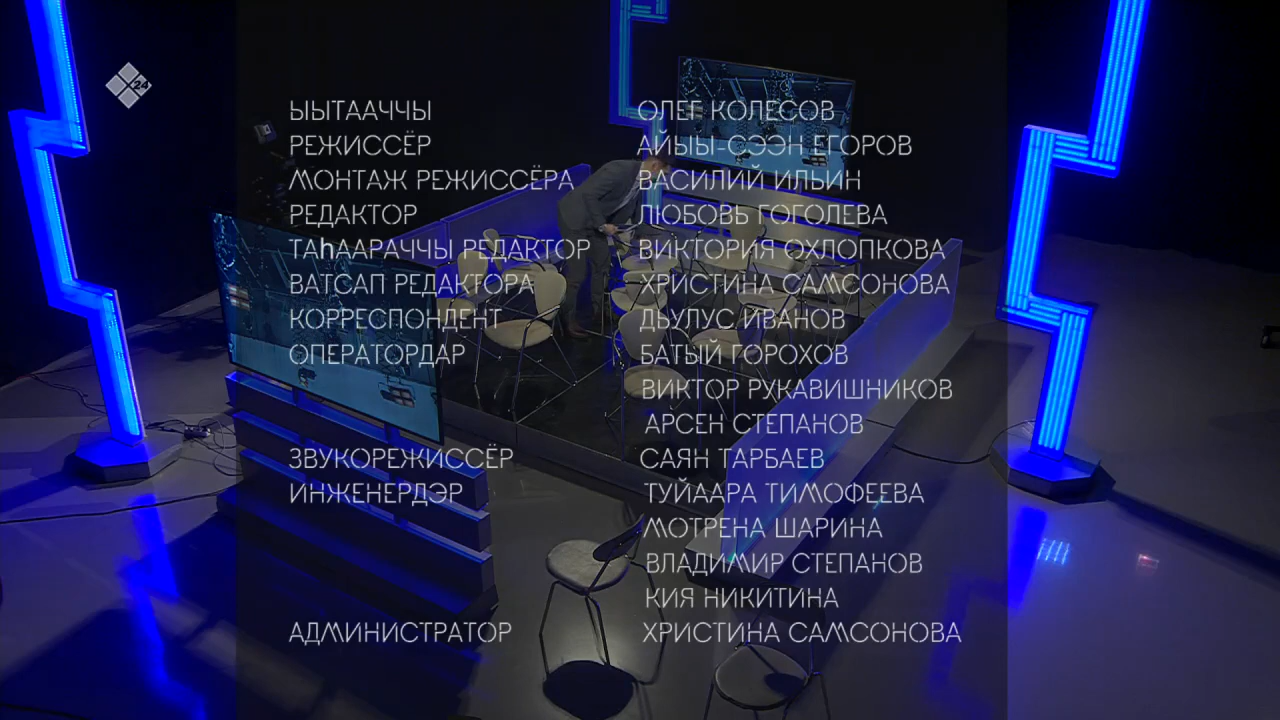 Х24
ЫЫТААЧЧЫ ОЛЕГ КОЛЕСОВ
РЕЖИССЁР АЙЫЫ-СЭЭН ЕГОРОВ
МОНТАЖ РЕЖИССЁРА ВАСИЛИЙ ИЛЬИН
РЕДАКТОР ЛЮБОВЬ ГОГОЛЕВА
ТАҺААРАЧЧЫ РЕДАКТОР ВИКТОРИЯ ОХЛОПКОВА
ВАТСАП РЕДАКТОРА ХРИСТИНА САМСОНОВА
КОРРЕСПОНДЕНТ ДЬУЛУС ИВАНОВ
ОПЕРАТОРДАР БАТЫЙ ГОРОХОВ
ВИКТОР РУКАВИШНИКОВ
АРСЕН СТЕПАНОВ
ЗВУКОРЕЖИССЁР САЯН ТАРБАЕВ
ИНЖЕНЕРДЭР ТУЙААРА ТИМОФЕЕВА
МОТРЕНА ШАРИНА
ВЛАДИМИР СТЕПАНОВ
КИЯ НИКИТИНА
АДМИНИСТРАТОР ХРИСТИНА САМСОНОВА